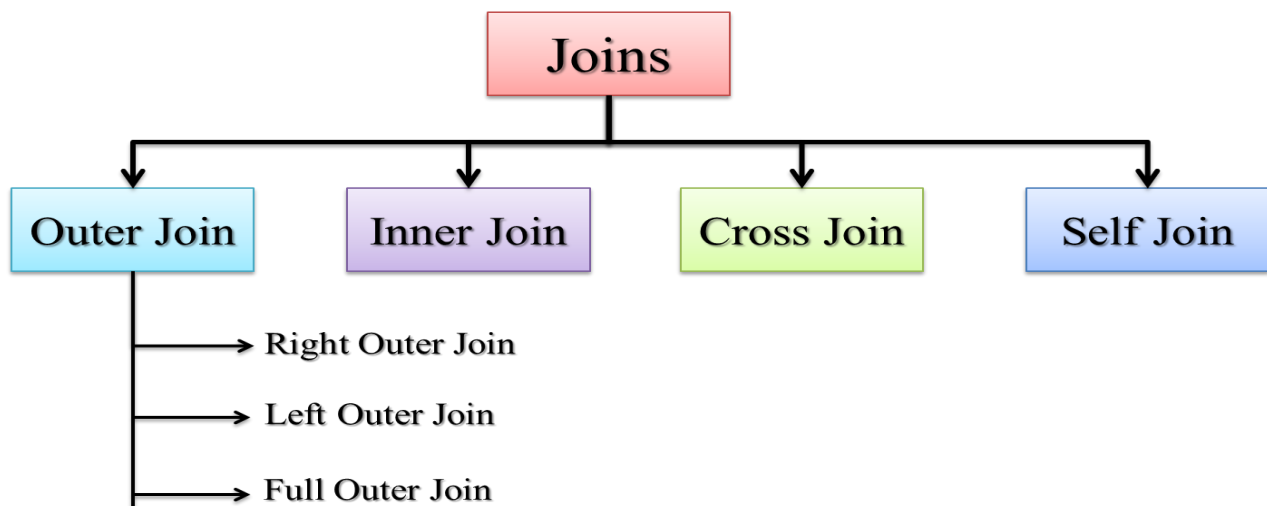 Joins
Outer Join
Inner Join
Cross Join
Self Join
Right Outer Join
Left Outer Join
Full Outer Join